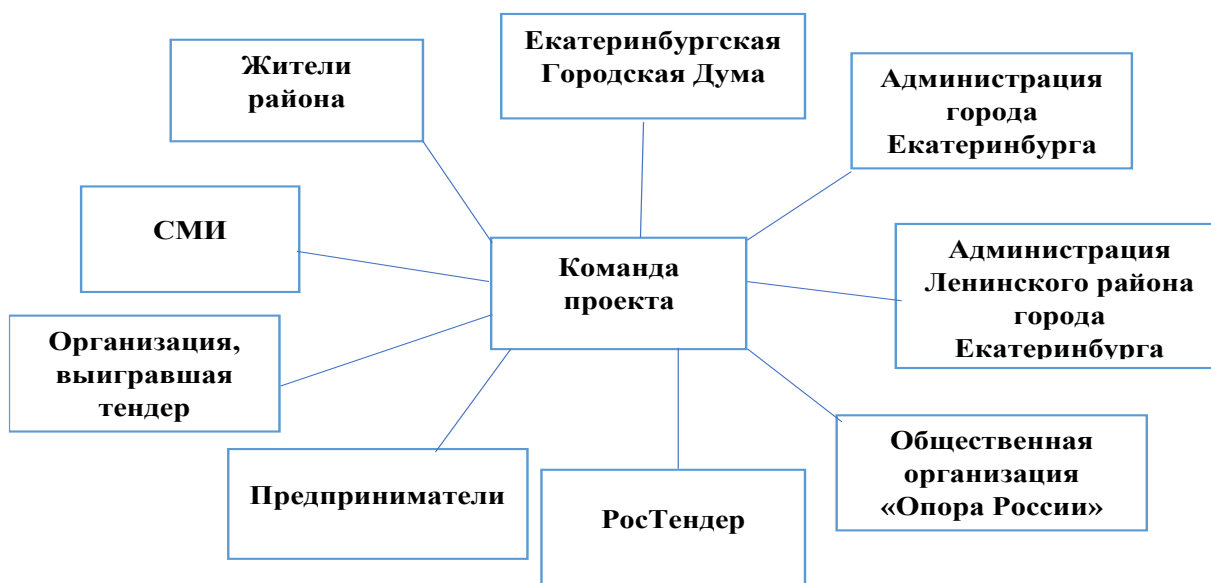 Екатеринбургская
Городская Дума
Жители
района
Администрация
города
Екатеринбурга
СМИ
Команда
проекта
Администрация
Ленинского района
города
Екатеринбурга
Организация,
выигравшая
тендер
Предприниматели
РосТендер
Общественная
организация
«Опора России»